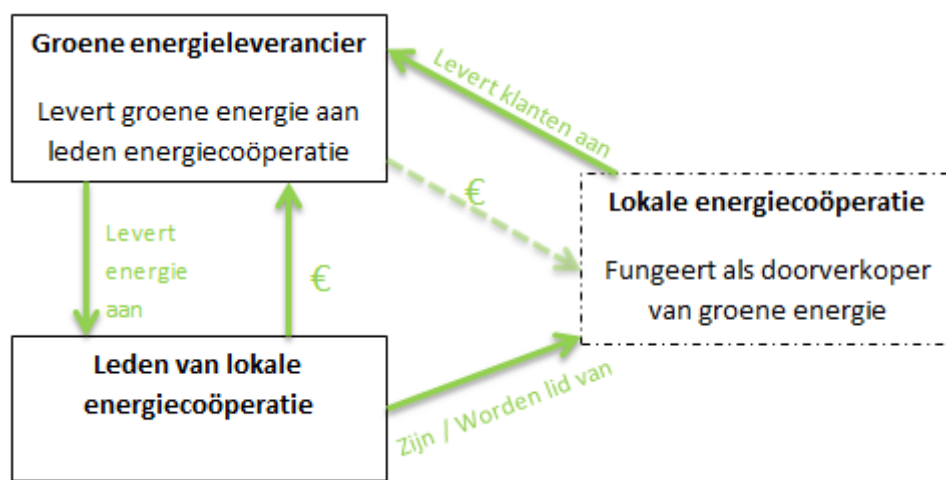 Groene energieleverancier
Levert groene energie aan
leden energiecoöperatie
Levert klanten aan
€
Lokale energiecoöperatie
Fungeert als doorverkoper
van groene energie
Levert
energie
aan
€
Leden van lokale
energiecoöperatie
Zijn / Worden lid van